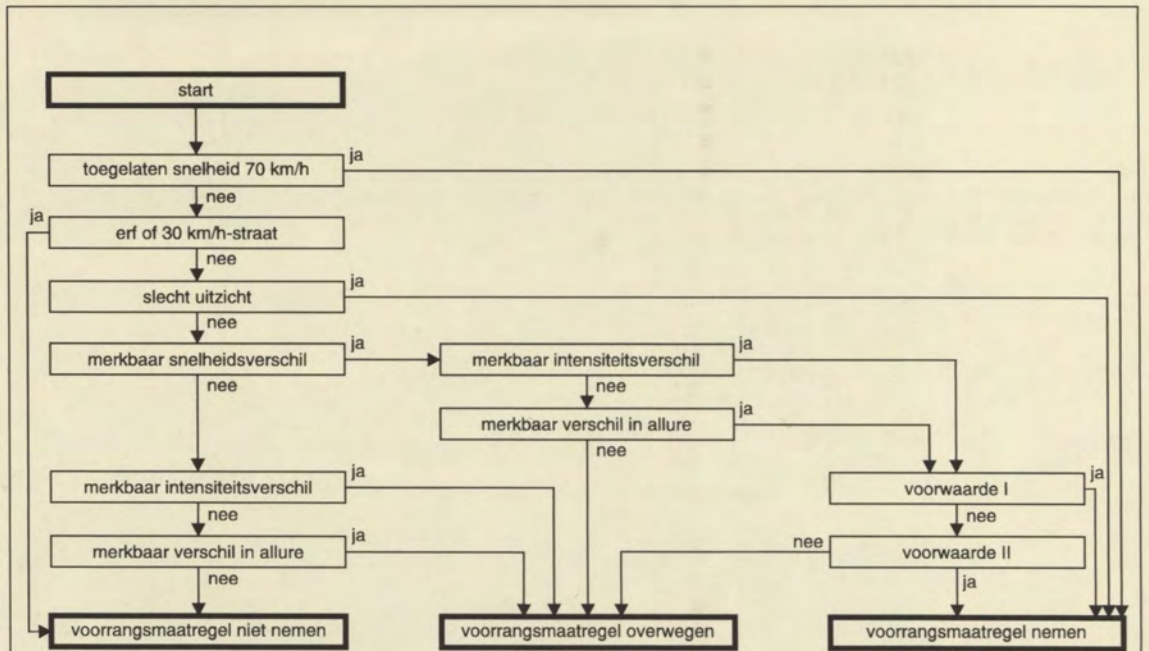 start
toegelaten snelheid 70 km/h
ja
nee
ja
erf of 30 km/h-straat
nee
slecht uitzicht
ja
nee
merkbaar snelheidsverschil
ja
merkbaar intensiteitsverschil
ja
nee
nee
merkbaar verschil in allure
ja
nee
merkbaar intensiteitsverschil
ja
voorwaarde I
ja
nee
nee
merkbaar verschil in allure
ja
nee
voorwaarde II
nee
ja
voorrangsmaatregel niet nemen
voorrangsmaatregel overwegen
voorrangsmaatregel nemen